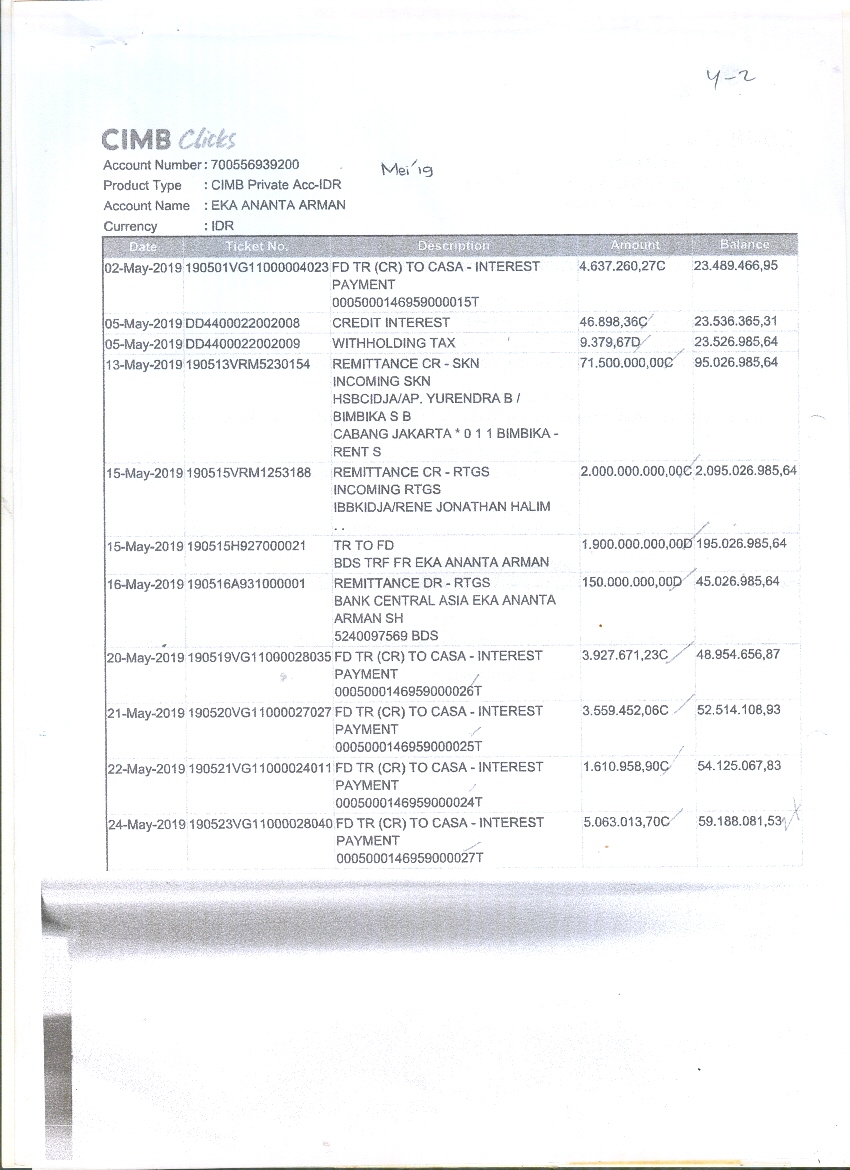 4-2
CIMB Clicks
Account Number : 700556939200
Mei'19
Product Type : CIMB Private Acc-IDR
Account Name : EKA ANANTA ARMAN
Currency : IDR
Date Ticket No. Description Amount Balance
02-May-2019 190501VG11000004023 FD TR (CR) TO CASA - INTEREST 4.637.260,27C 23.489.466,95
PAYMENT
0005000146959000015T
05-May-2019 DD4400022002008 CREDIT INTEREST 46.898,36C 23.536.365,31
05-May-2019 DD4400022002009 WITHHOLDING TAX 9.379,67D 23.526.985,64
13-May-2019 190513VRM5230154 REMITTANCE CR - SKN 71.500.000,00C 95.026.985,64
INCOMING SKN
HSBCIDJA/AP. YURENDRA B /
BIMBIKA S B
CABANG JAKARTA * 0 1 1 BIMBIKA -
RENT S
15-May-2019 190515VRM1253188 REMITTANCE CR - RTGS 2.000.000.000,00C 2.095.026.985,64
INCOMING RTGS
IBBKIDJA/RENE JONATHAN HALIM
. .
15-May-2019 190515H927000021 TR TO FD 1.900.000.000,00D 195.026.985,64
BDS TRF FR EKA ANANTA ARMAN
16-May-2019 190516A931000001 REMITTANCE DR - RTGS 150.000.000,00D 45.026.985,64
BANK CENTRAL ASIA EKA ANANTA
ARMAN SH
5240097569 BDS
20-May-2019 190519VG11000028035 FD TR (CR) TO CASA - INTEREST 3.927.671,23C 48.954.656,87
PAYMENT
0005000146959000026T
21-May-2019 190520VG11000027027 FD TR (CR) TO CASA - INTEREST 3.559.452,06C 52.514.108,93
PAYMENT
0005000146959000025T
22-May-2019 190521VG11000024011 FD TR (CR) TO CASA - INTEREST 1.610.958,90C 54.125.067,83
PAYMENT
0005000146959000024T
24-May-2019 190523VG11000028040 FD TR (CR) TO CASA - INTEREST 5.063.013,70C 59.188.081,53
PAYMENT
0005000146959000027T